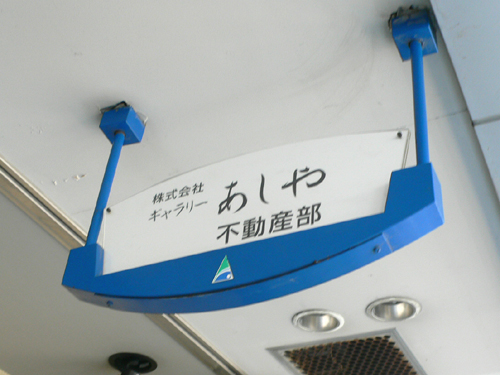 株式会社
ギャラリー あしや
不動産部